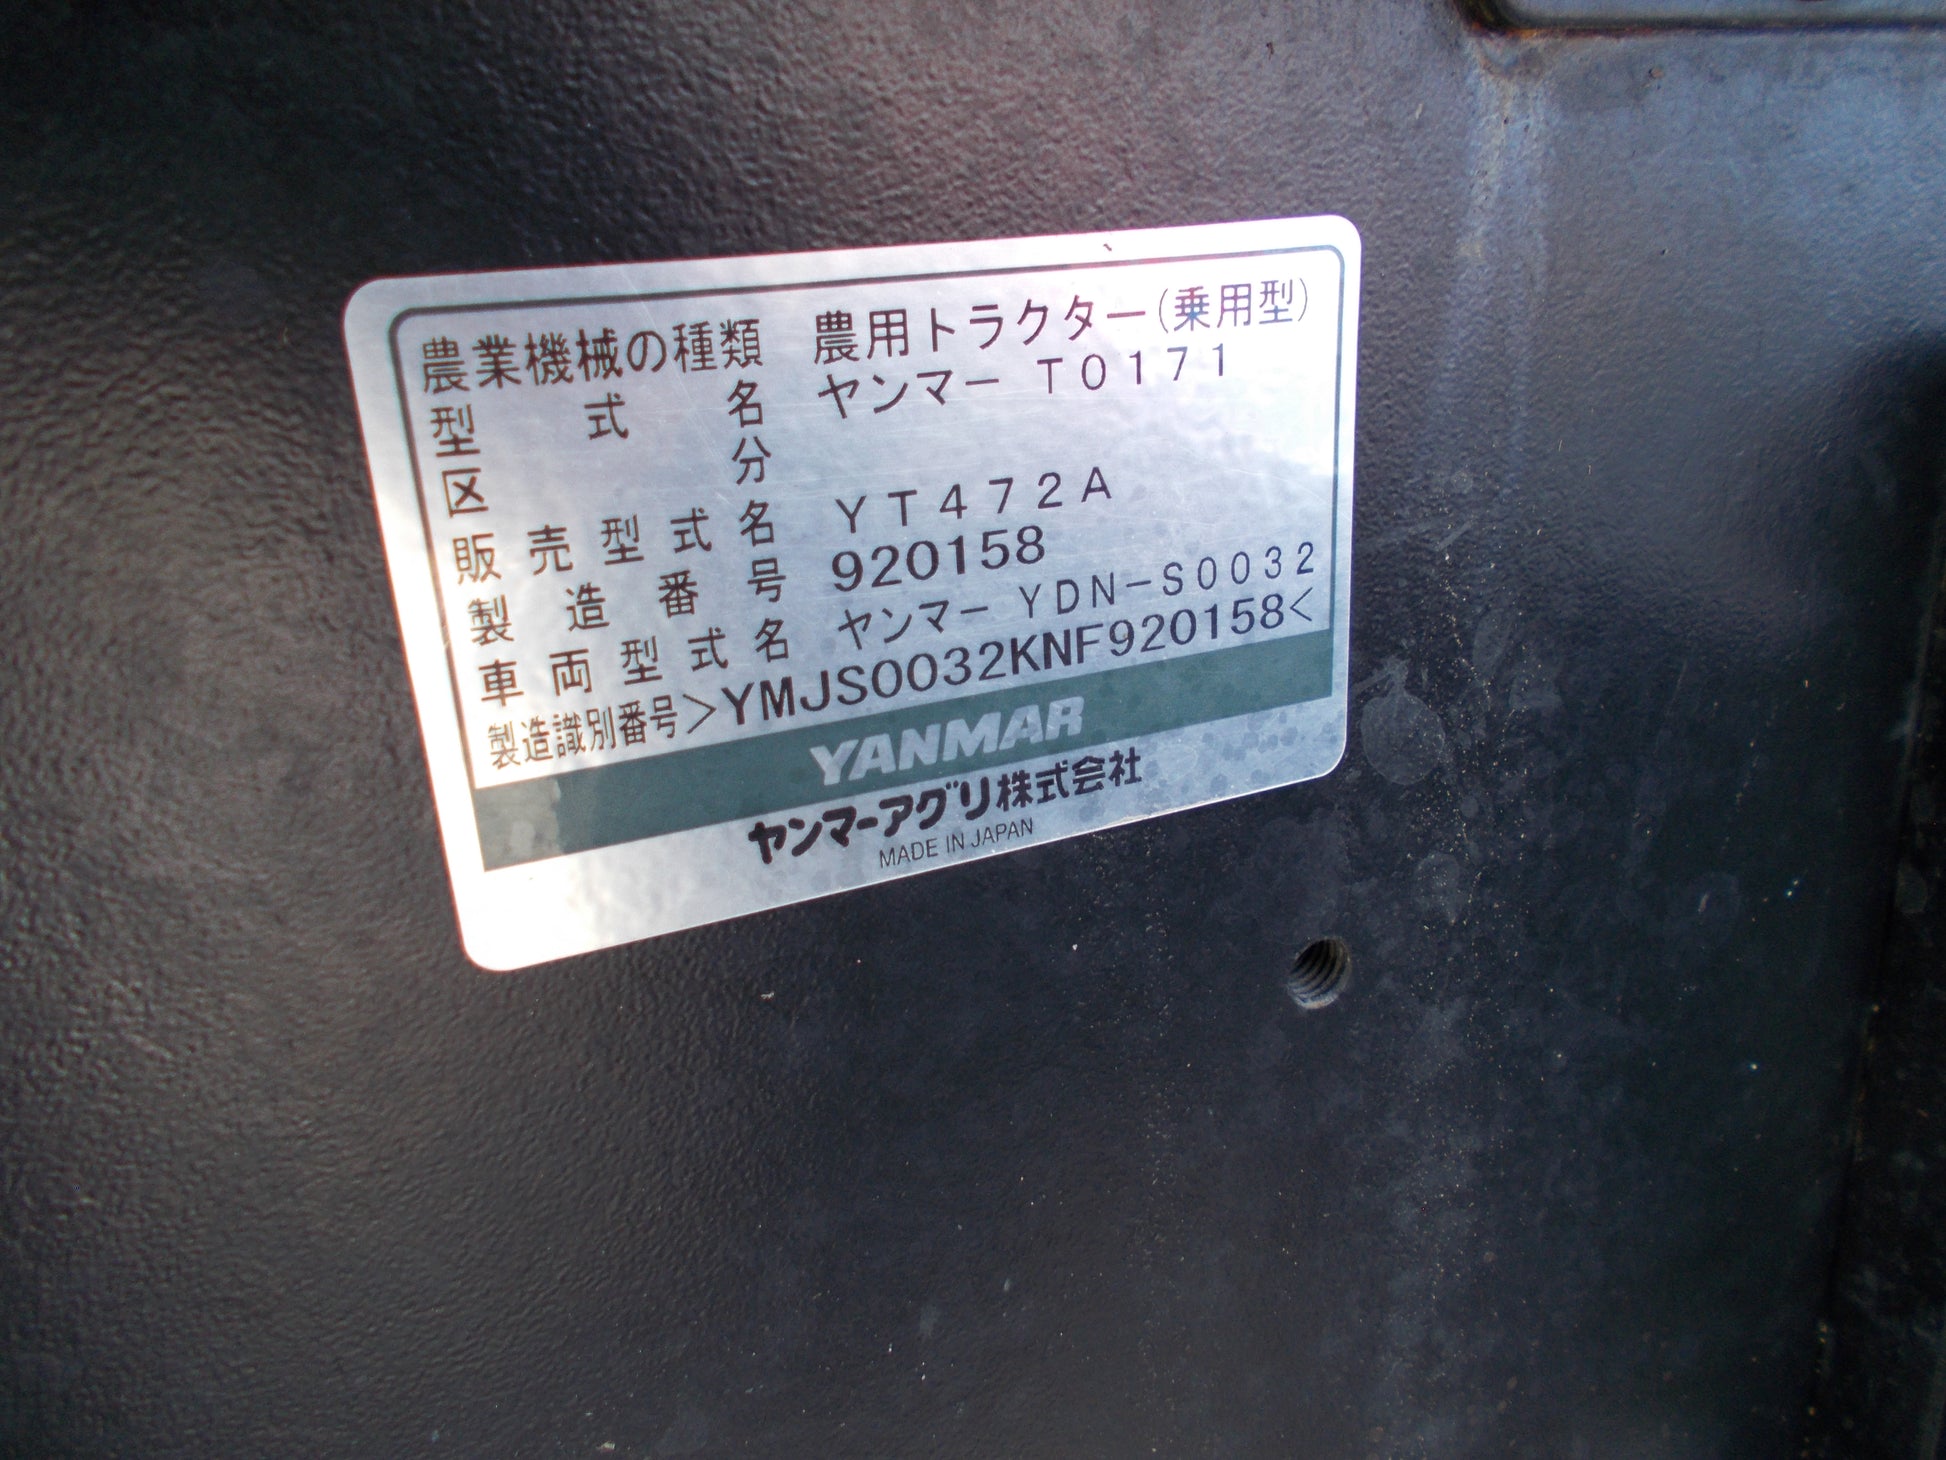 農業機械の種類 農用トラクター(乗用型)
型式名 ヤンマー T0171
区分
販売型式名 YT472A
製造番号 920158
車両型式名 ヤンマー YDN-S0032
製造識別番号>YMJS0032KNF920158<
YANMAR
ヤンマーアグリ株式会社
MADE IN JAPAN